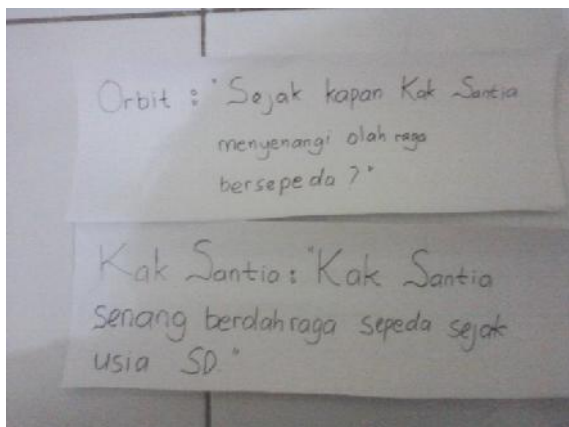 Orbit : "Sejak kapan Kak Santia
menyenangi olah raga
bersepeda ?"
Kak Santia : "Kak Santia
senang berolahraga sepeda sejak
usia SD."